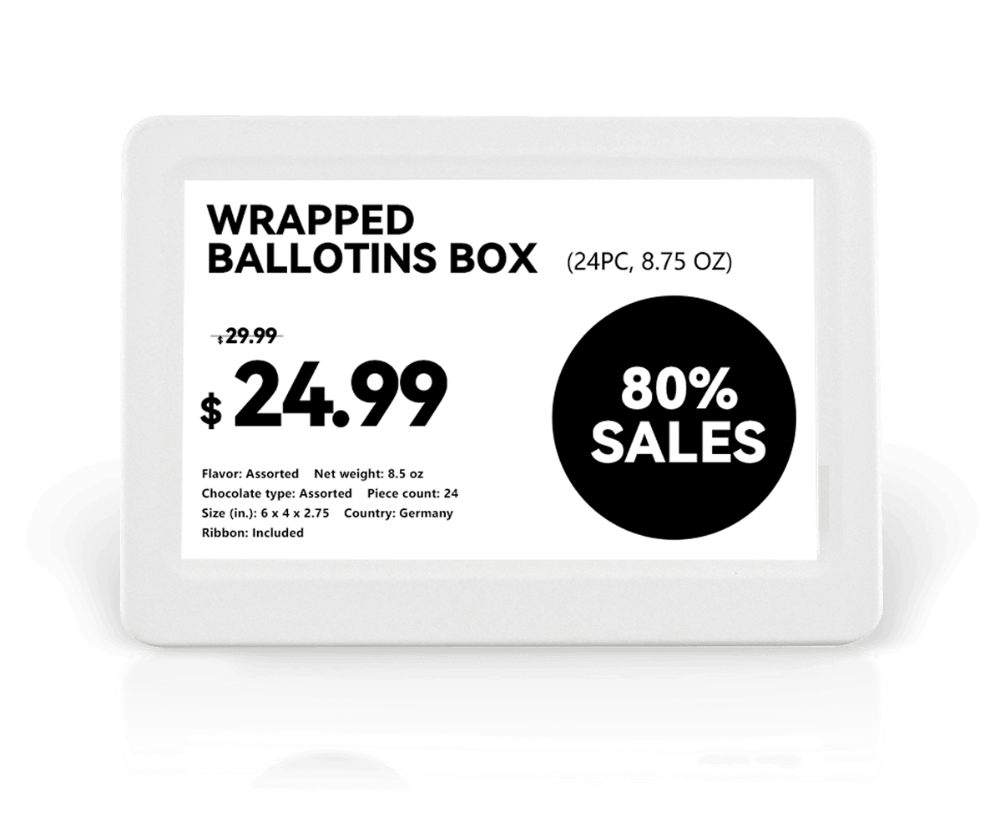 WRAPPED
BALLOTINS BOX (24PC, 8.75 OZ)
$29.99
$24.99
80%
SALES
Flavor: Assorted Net weight: 8.5 oz
Chocolate type: Assorted Piece count: 24
Size (in.): 6 x 4 x 2.75 Country: Germany
Ribbon: Included